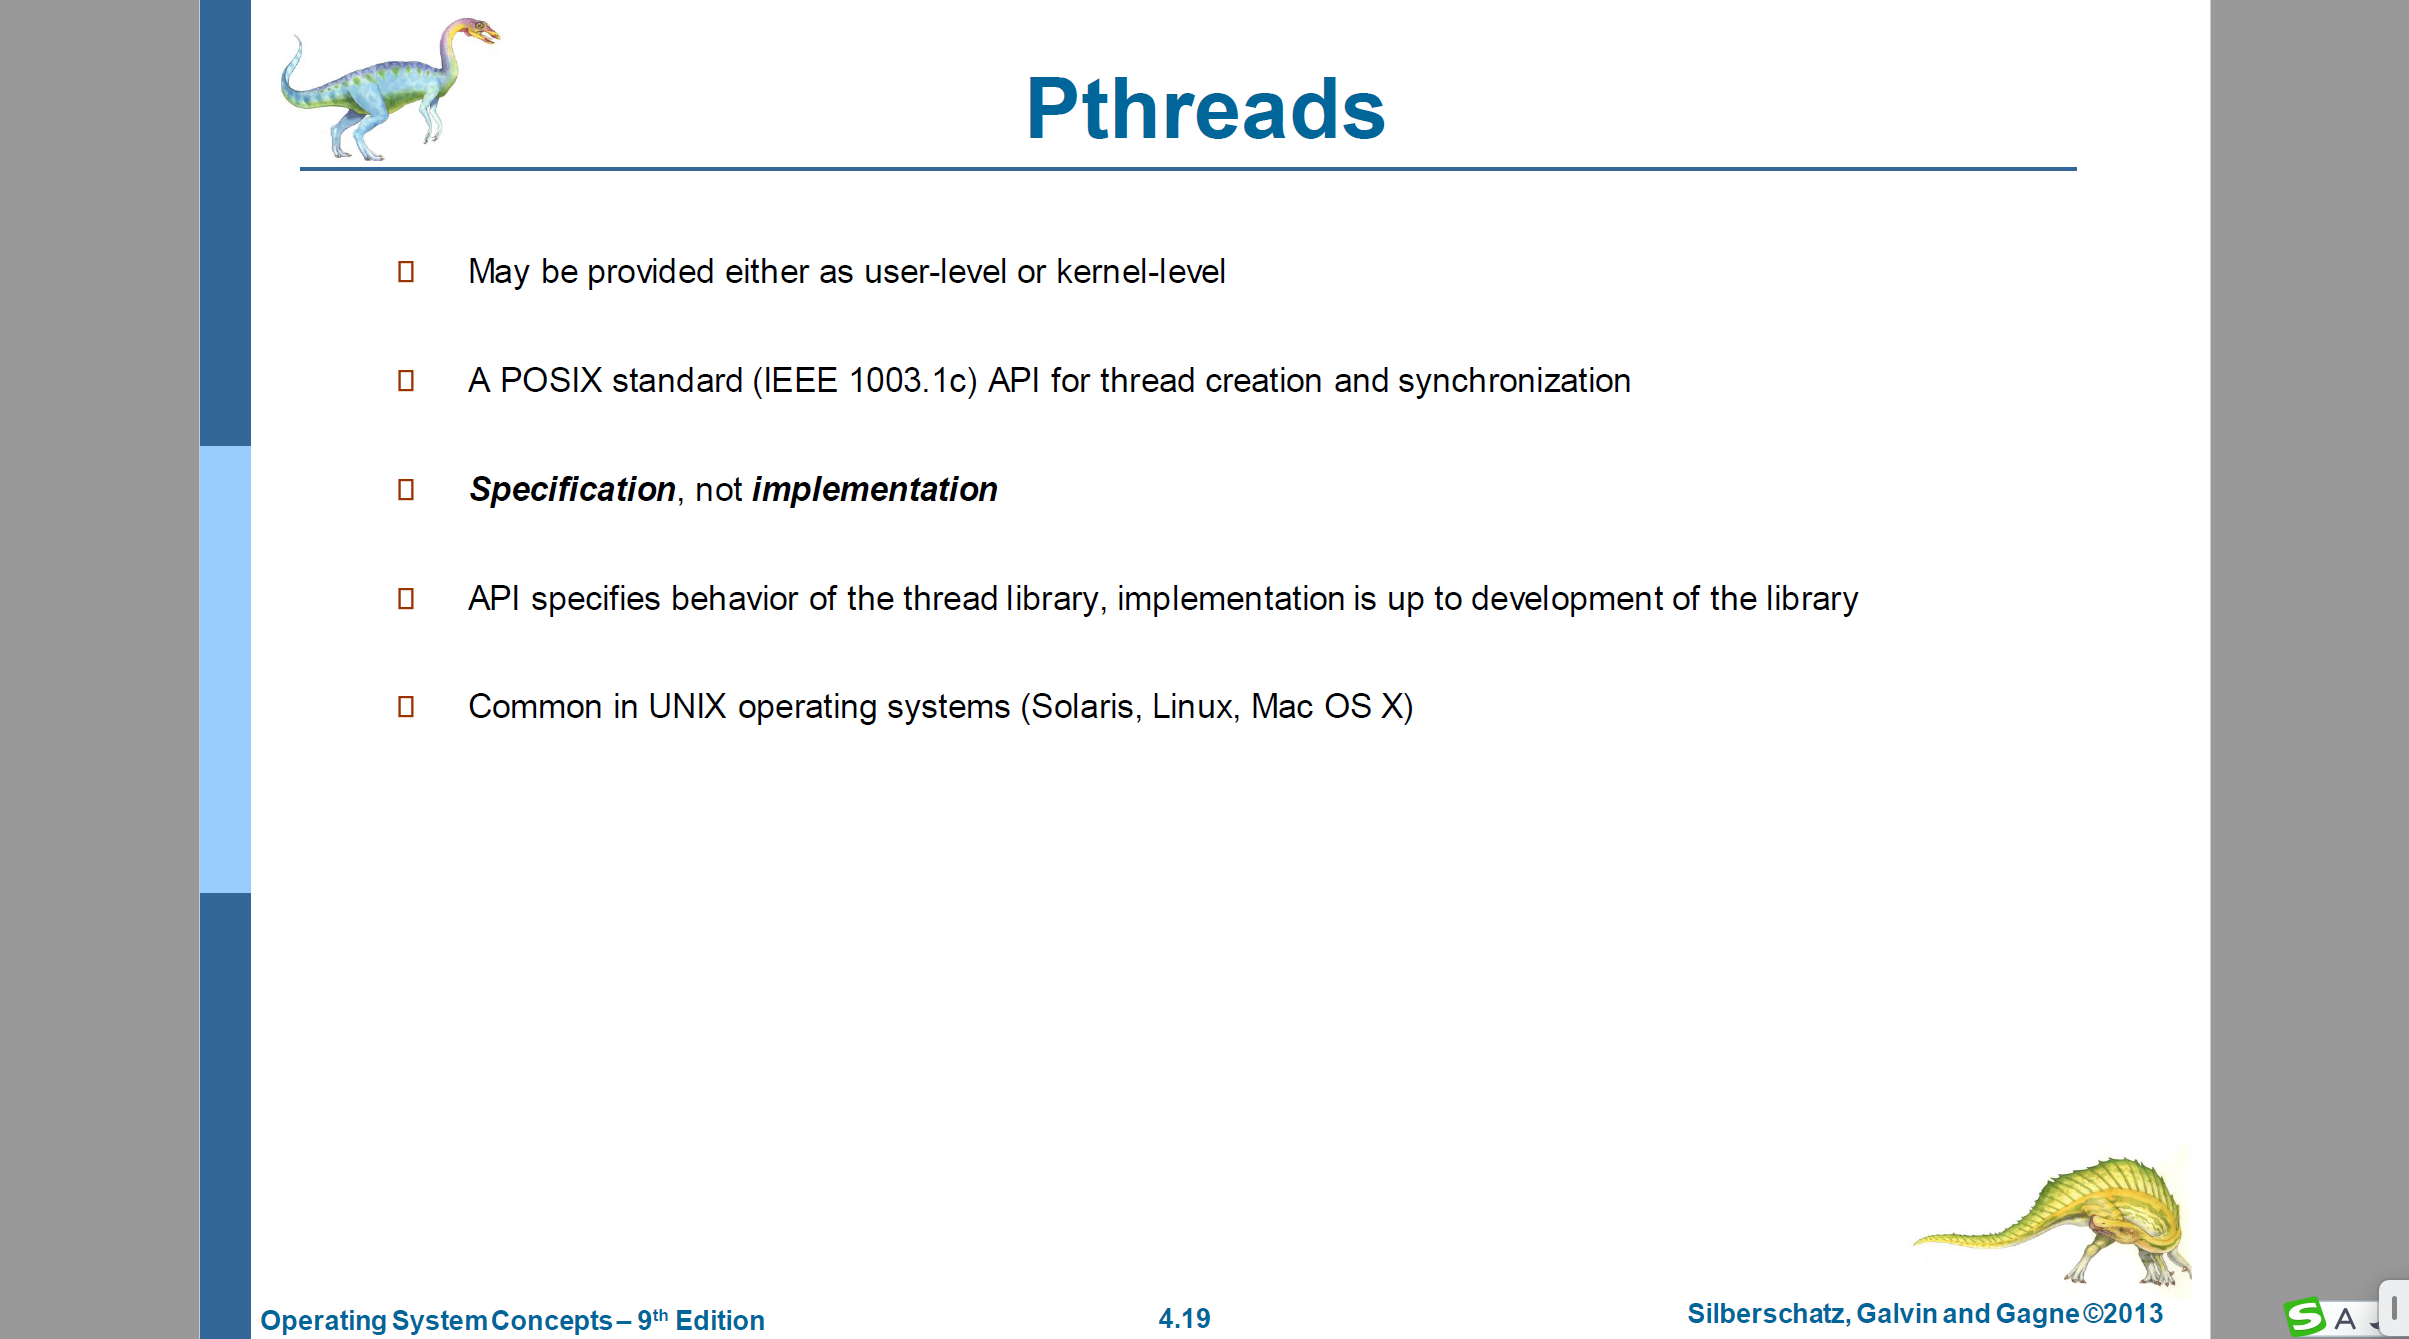 Pthreads
May be provided either as user-level or kernel-level
A POSIX standard (IEEE 1003.1c) API for thread creation and synchronization
Specification, not implementation
API specifies behavior of the thread library, implementation is up to development of the library
Common in UNIX operating systems (Solaris, Linux, Mac OS X)
Operating System Concepts – 9th Edition
4.19
Silberschatz, Galvin and Gagne ©2013
S A